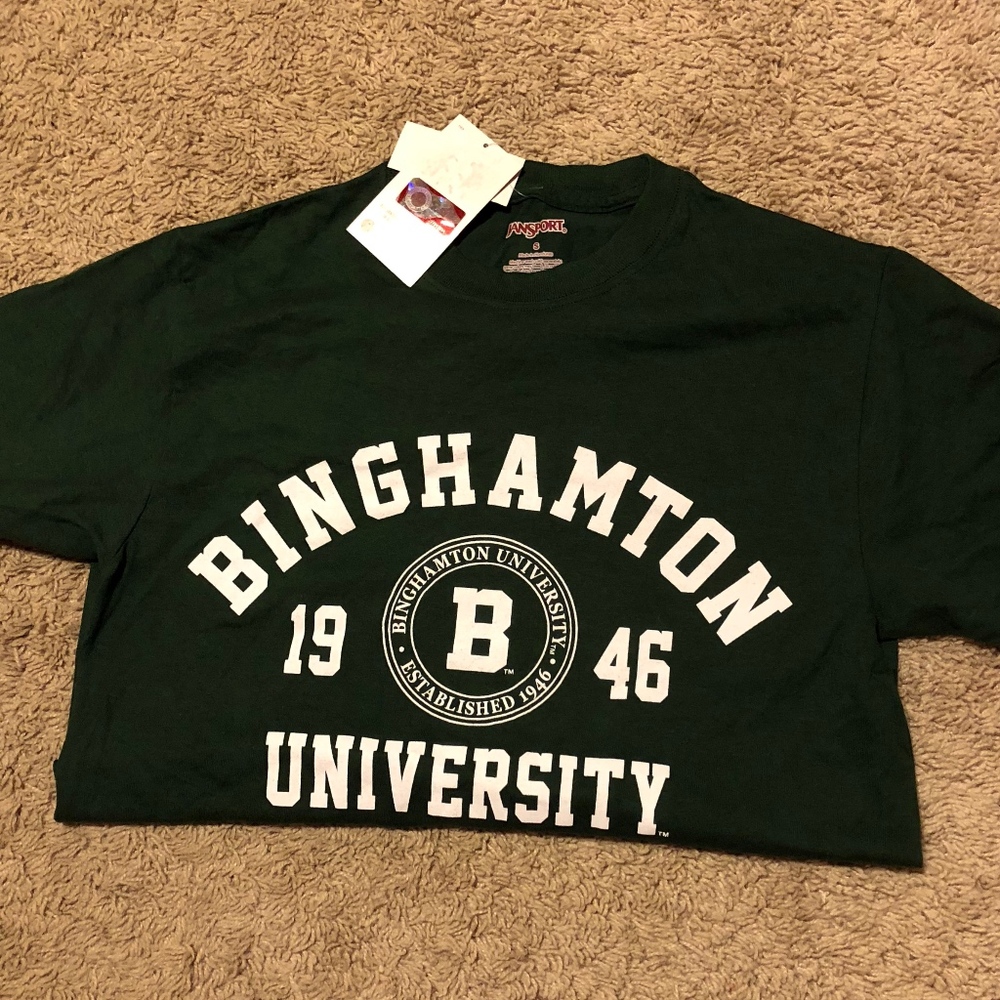 JANSPORT
S
BINGHAMTON
19 46
BINGHAMTON UNIVERSITY™
B™
• ESTABLISHED 1946 •
UNIVERSITY™